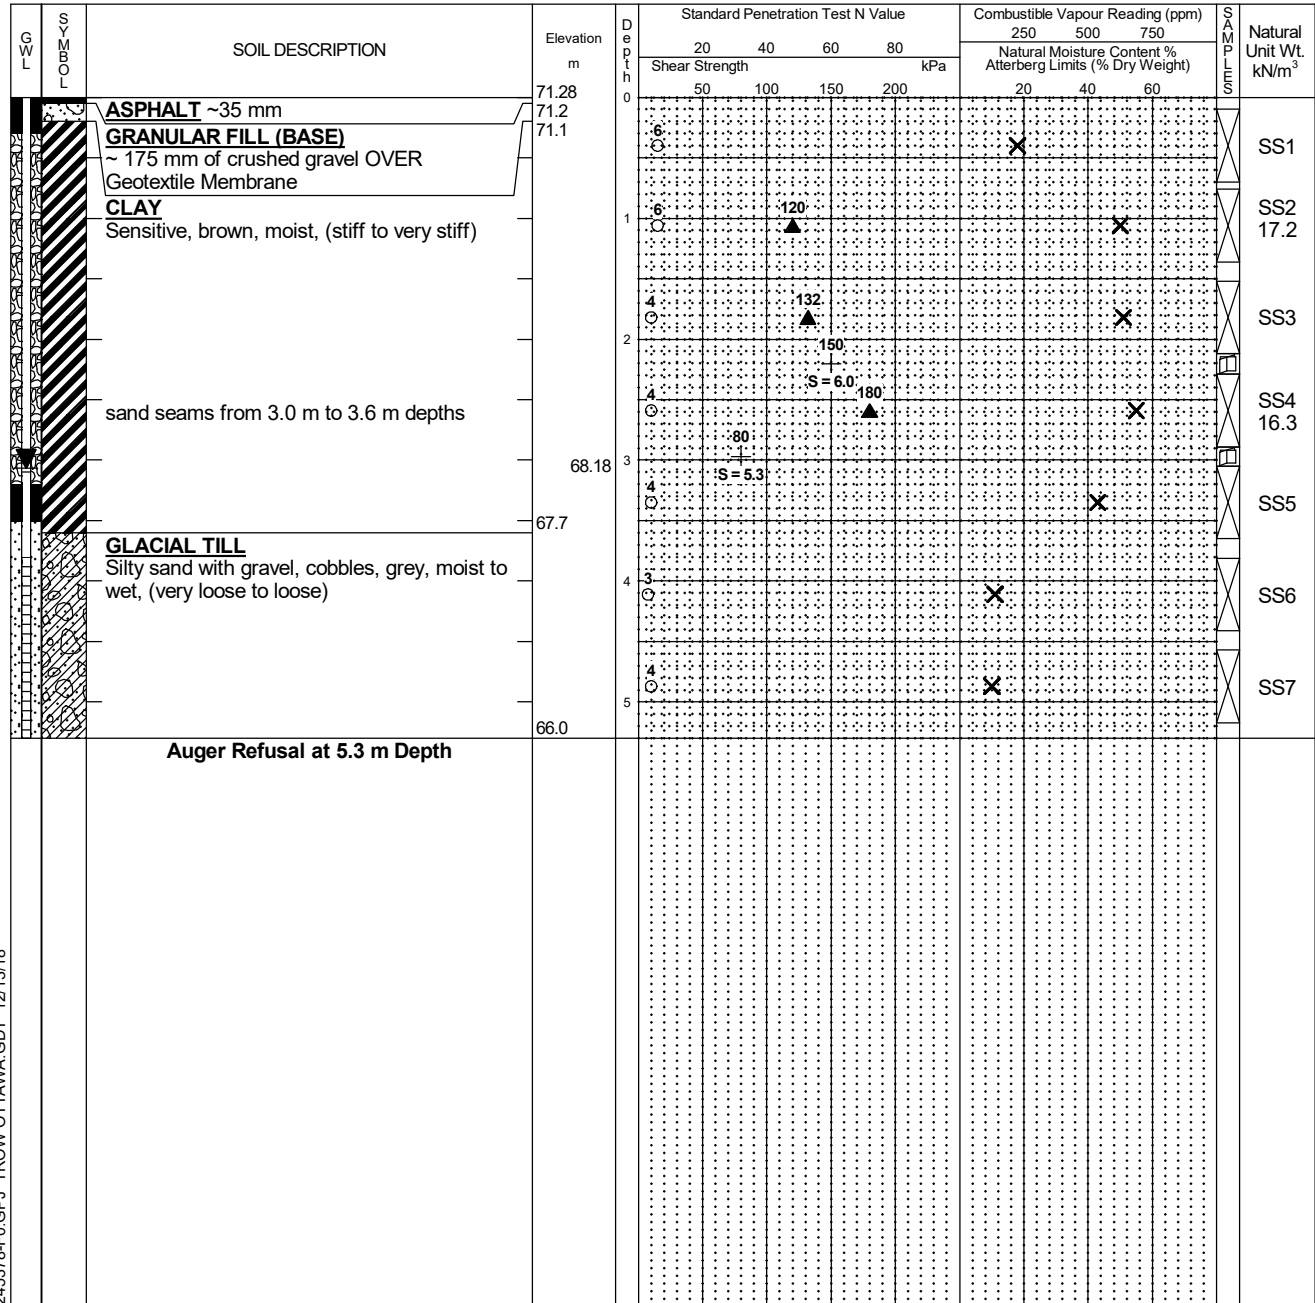 GWL
SYMBOL
SOIL DESCRIPTION
Elevation
m
Depth
Standard Penetration Test N Value
20 40 60 80
Shear Strength kPa
50 100 150 200
Combustible Vapour Reading (ppm)
250 500 750
Natural Moisture Content %
Atterberg Limits (% Dry Weight)
20 40 60
SAMPLES
Natural
Unit Wt.
kN/m³
71.28
0
ASPHALT ~35 mm
71.2
GRANULAR FILL (BASE)
71.1
~ 175 mm of crushed gravel OVER
Geotextile Membrane
6
SS1
CLAY
Sensitive, brown, moist, (stiff to very stiff)
1
6
120
SS2
17.2
4
132
SS3
2
150
S = 6.0
sand seams from 3.0 m to 3.6 m depths
4
180
SS4
16.3
80
68.18
3
S = 5.3
4
SS5
67.7
GLACIAL TILL
Silty sand with gravel, cobbles, grey, moist to
wet, (very loose to loose)
4
3
SS6
4
SS7
5
66.0
Auger Refusal at 5.3 m Depth